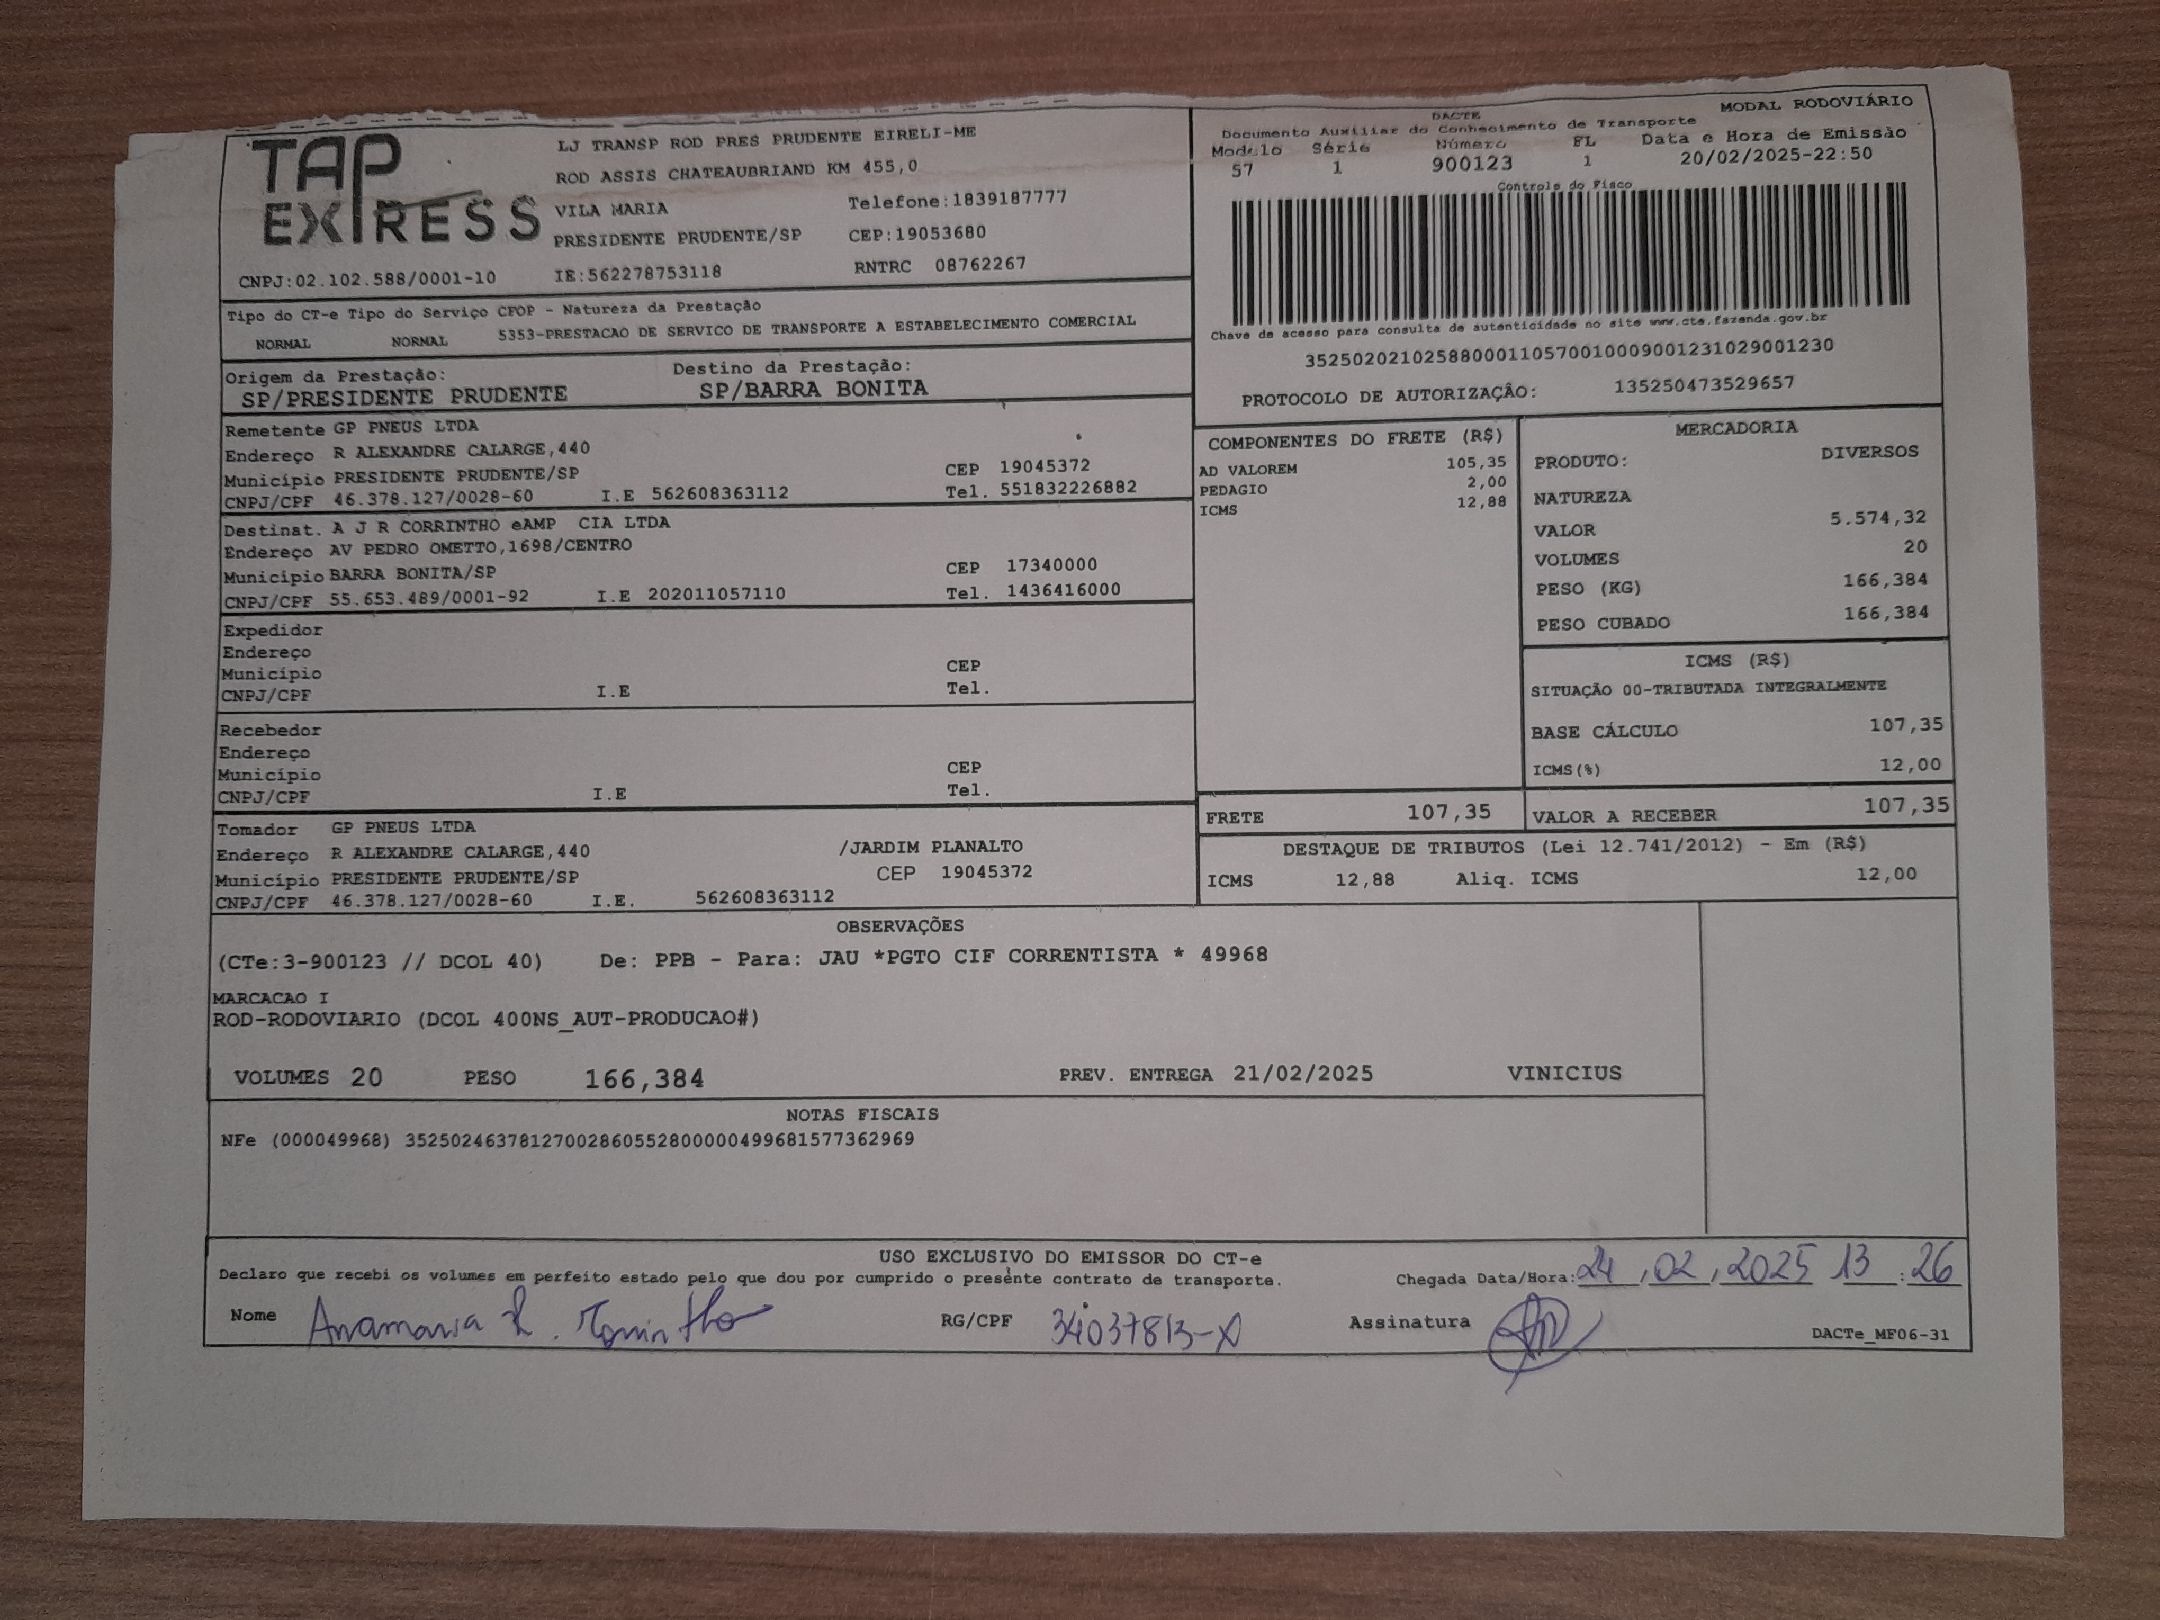 TAP EXPRESS
LJ TRANSP ROD PRES PRUDENTE EIRELI-ME
ROD ASSIS CHATEAUBRIAND KM 455,0
VILA MARIA Telefone:1839187777
PRESIDENTE PRUDENTE/SP CEP:19053680
CNPJ:02.102.588/0001-10 IE:562278753118 RNTRC 08762267
MODAL RODOVIÁRIO
DACTE
Documento Auxiliar do Conhecimento de Transporte
Modelo Série Número FL Data e Hora de Emissão
57 1 900123 1 20/02/2025-22:50
Controle do Fisco
Chave de acesso para consulta de autenticidade no site www.cte.fazenda.gov.br
35250202102588000110570010009001231029001230
PROTOCOLO DE AUTORIZAÇÃO: 135250473529657
Tipo do CT-e Tipo do Serviço CFOP - Natureza da Prestação
NORMAL NORMAL 5353-PRESTACAO DE SERVICO DE TRANSPORTE A ESTABELECIMENTO COMERCIAL
Origem da Prestação: Destino da Prestação:
SP/PRESIDENTE PRUDENTE SP/BARRA BONITA
Remetente GP PNEUS LTDA
Endereço R ALEXANDRE CALARGE,440
Município PRESIDENTE PRUDENTE/SP CEP 19045372
CNPJ/CPF 46.378.127/0028-60 I.E 562608363112 Tel. 551832226882
Destinat. A J R CORRINTHO eAMP CIA LTDA
Endereço AV PEDRO OMETTO,1698/CENTRO
Município BARRA BONITA/SP CEP 17340000
CNPJ/CPF 55.653.489/0001-92 I.E 202011057110 Tel. 1436416000
Expedidor
Endereço
Município CEP
CNPJ/CPF I.E Tel.
Recebedor
Endereço
Município CEP
CNPJ/CPF I.E Tel.
Tomador GP PNEUS LTDA
Endereço R ALEXANDRE CALARGE,440 /JARDIM PLANALTO
Município PRESIDENTE PRUDENTE/SP CEP 19045372
CNPJ/CPF 46.378.127/0028-60 I.E. 562608363112
COMPONENTES DO FRETE (R$)
AD VALOREM 105,35
PEDAGIO 2,00
ICMS 12,88
MERCADORIA
PRODUTO: DIVERSOS
NATUREZA
VALOR 5.574,32
VOLUMES 20
PESO (KG) 166,384
PESO CUBADO 166,384
ICMS (R$)
SITUAÇÃO 00-TRIBUTADA INTEGRALMENTE
BASE CÁLCULO 107,35
ICMS(%) 12,00
FRETE 107,35 VALOR A RECEBER 107,35
DESTAQUE DE TRIBUTOS (Lei 12.741/2012) - Em (R$)
ICMS 12,88 Aliq. ICMS 12,00
OBSERVAÇÕES
(CTe:3-900123 // DCOL 40) De: PPB - Para: JAU *PGTO CIF CORRENTISTA * 49968
MARCACAO I
ROD-RODOVIARIO (DCOL 400NS_AUT-PRODUCAO#)
VOLUMES 20 PESO 166,384 PREV. ENTREGA 21/02/2025 VINICIUS
NOTAS FISCAIS
NFe (000049968) 35250246378127002860552800000499681577362969
USO EXCLUSIVO DO EMISSOR DO CT-e
Declaro que recebi os volumes em perfeito estado pelo que dou por cumprido o presente contrato de transporte. Chegada Data/Hora: 24,02,2025 13:26
Nome Anamaria R. RG/CPF 34037813-X Assinatura
DACTe_MF06-31